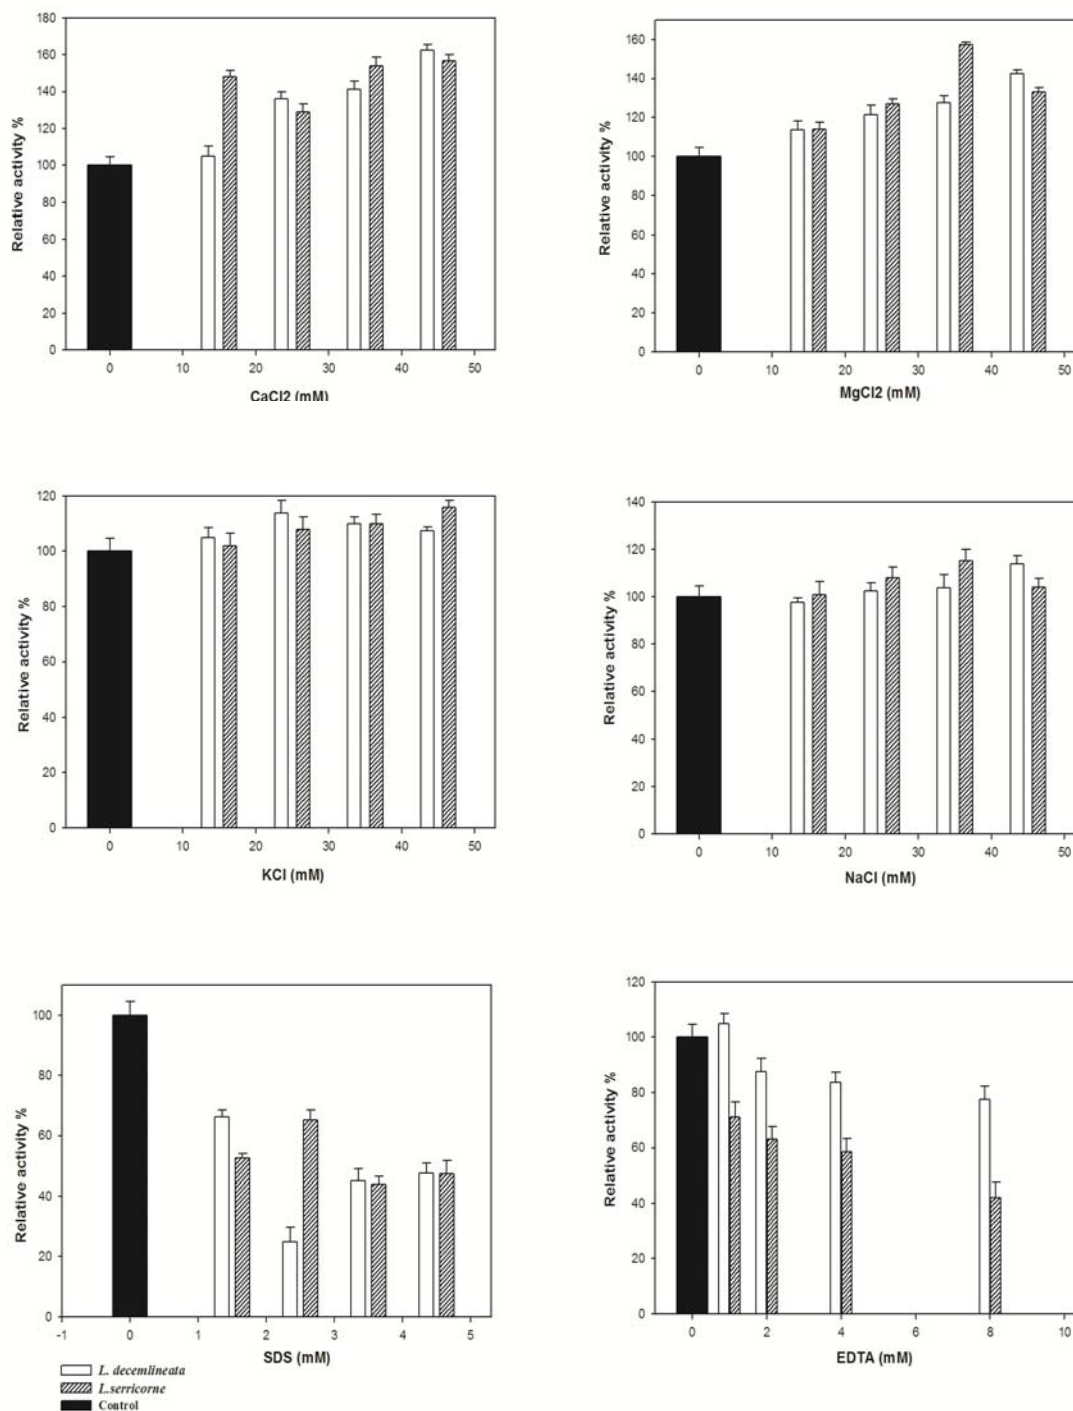 180
160
140
120
100
80
60
40
20
0
Relative activity %
0 10 20 30 40 50
CaCl2 (mM)
160
140
120
100
80
60
40
20
0
Relative activity %
0 10 20 30 40 50
MgCl2 (mM)
120
100
80
60
40
20
0
Relative activity %
0 10 20 30 40 50
KCl (mM)
140
120
100
80
60
40
20
0
Relative activity %
0 10 20 30 40 50
NaCl (mM)
100
80
60
40
20
0
Relative activity %
-1 0 1 2 3 4 5
SDS (mM)
120
100
80
60
40
20
0
Relative activity %
0 2 4 6 8 10
EDTA (mM)
L. decemlineata
L.serricorne
Control